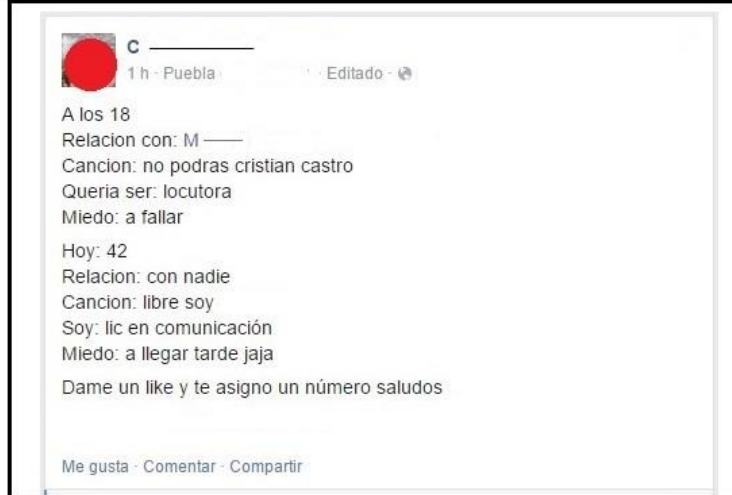 C
1 h · Puebla · Editado ·
A los 18
Relacion con: M
Cancion: no podras cristian castro
Queria ser: locutora
Miedo: a fallar
Hoy: 42
Relacion: con nadie
Cancion: libre soy
Soy: lic en comunicación
Miedo: a llegar tarde jaja
Dame un like y te asigno un número saludos
Me gusta · Comentar · Compartir